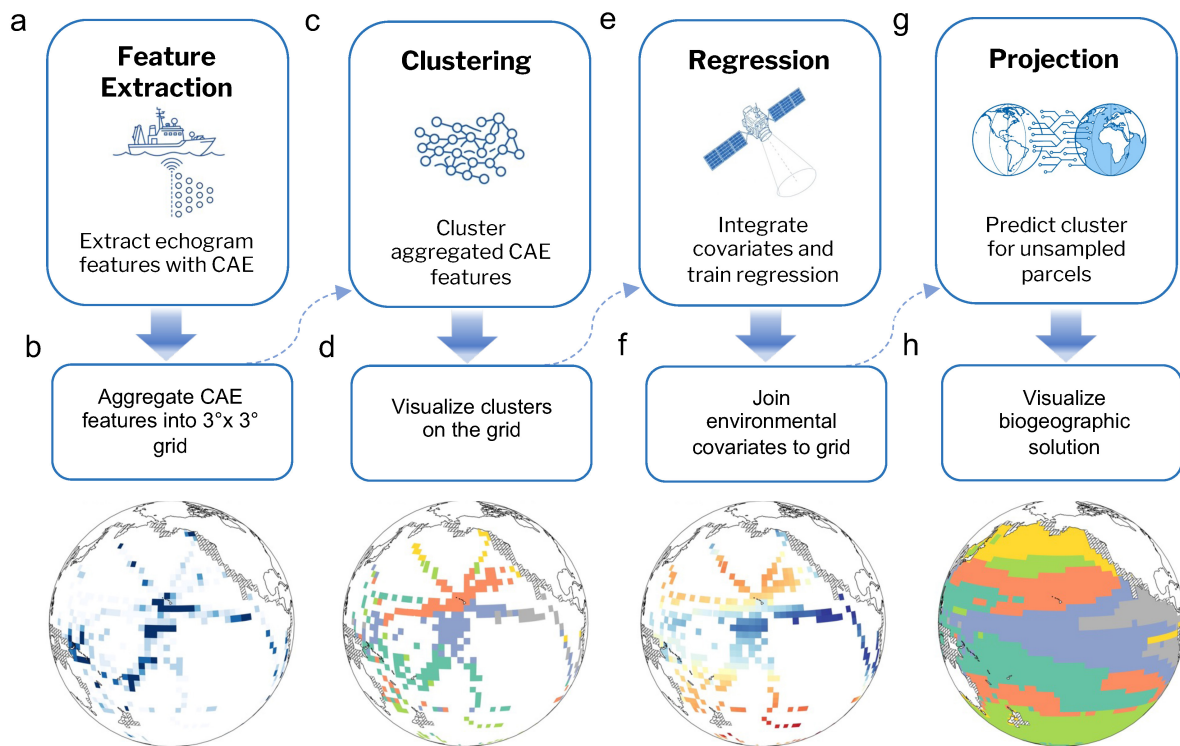 a
Feature
Extraction
Extract echogram
features with CAE
b
Aggregate CAE
features into 3°x 3°
grid
c
Clustering
Cluster
aggregated CAE
features
d
Visualize clusters
on the grid
e
Regression
Integrate
covariates and
train regression
f
Join
environmental
covariates to grid
g
Projection
Predict cluster
for unsampled
parcels
h
Visualize
biogeographic
solution